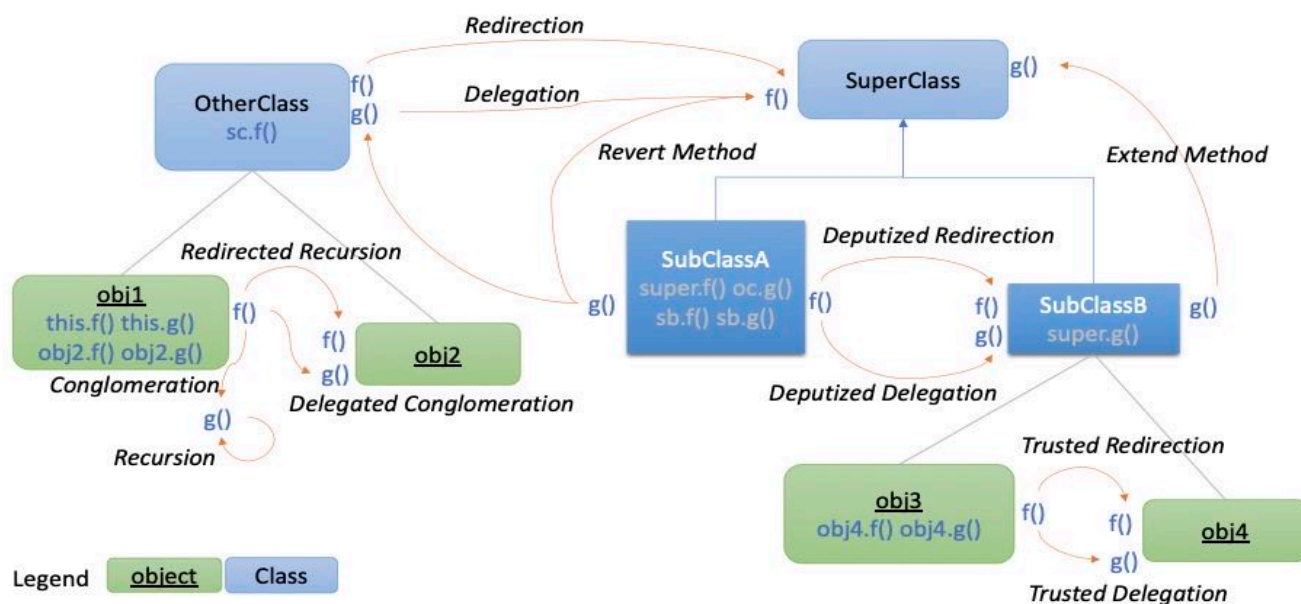 Redirection
f()
OtherClass
g()
sc.f()
Delegation
f()
SuperClass
g()
Revert Method
Extend Method
Redirected Recursion
obj1
this.f() this.g()
obj2.f() obj2.g()
f()
f()
g()
obj2
Conglomeration
Delegated Conglomeration
g()
Recursion
Deputized Redirection
SubClassA
super.f() oc.g()
sb.f() sb.g()
g()
f()
f()
g()
SubClassB
super.g()
g()
Deputized Delegation
Trusted Redirection
obj3
obj4.f() obj4.g()
f()
f()
g()
obj4
Trusted Delegation
Legend
object
Class